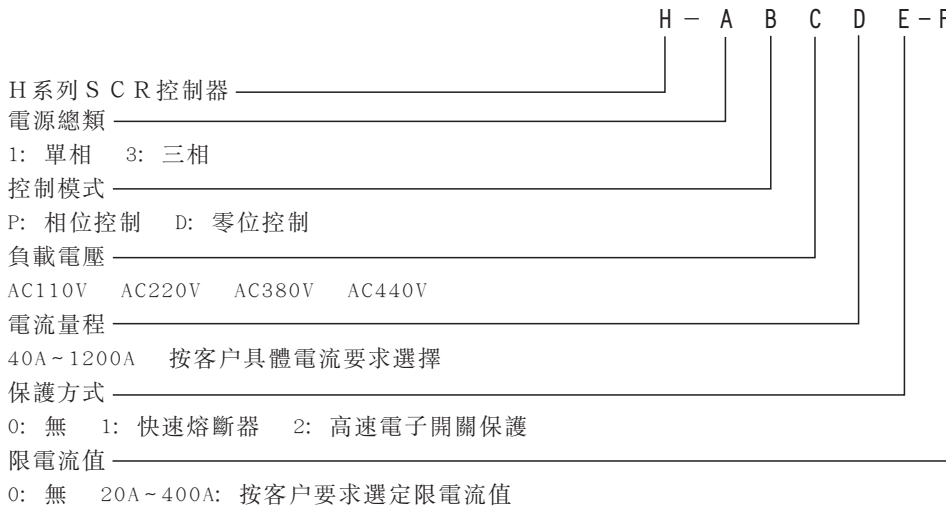 H - A B C D E - F
H系列SCR控制器
電源總類
1: 單相 3: 三相
控制模式
P: 相位控制 D: 零位控制
負載電壓
AC110V AC220V AC380V AC440V
電流量程
40A~1200A 按客户具體電流要求選擇
保護方式
0: 無 1: 快速熔斷器 2: 高速電子開關保護
限電流值
0: 無 20A~400A: 按客户要求選定限電流值